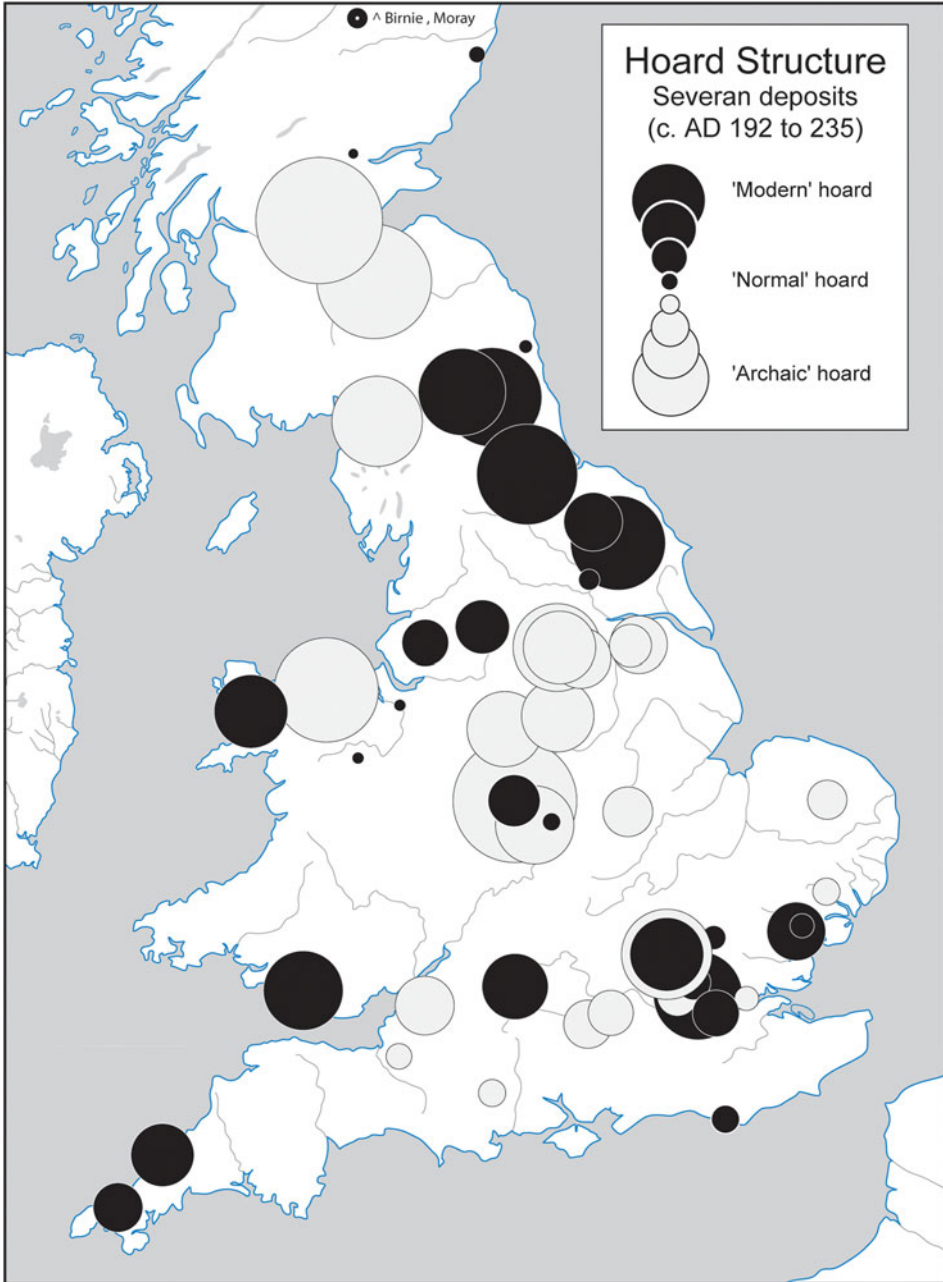 ^ Birnie , Moray
Hoard Structure
Severan deposits
(c. AD 192 to 235)
'Modern' hoard
'Normal' hoard
'Archaic' hoard